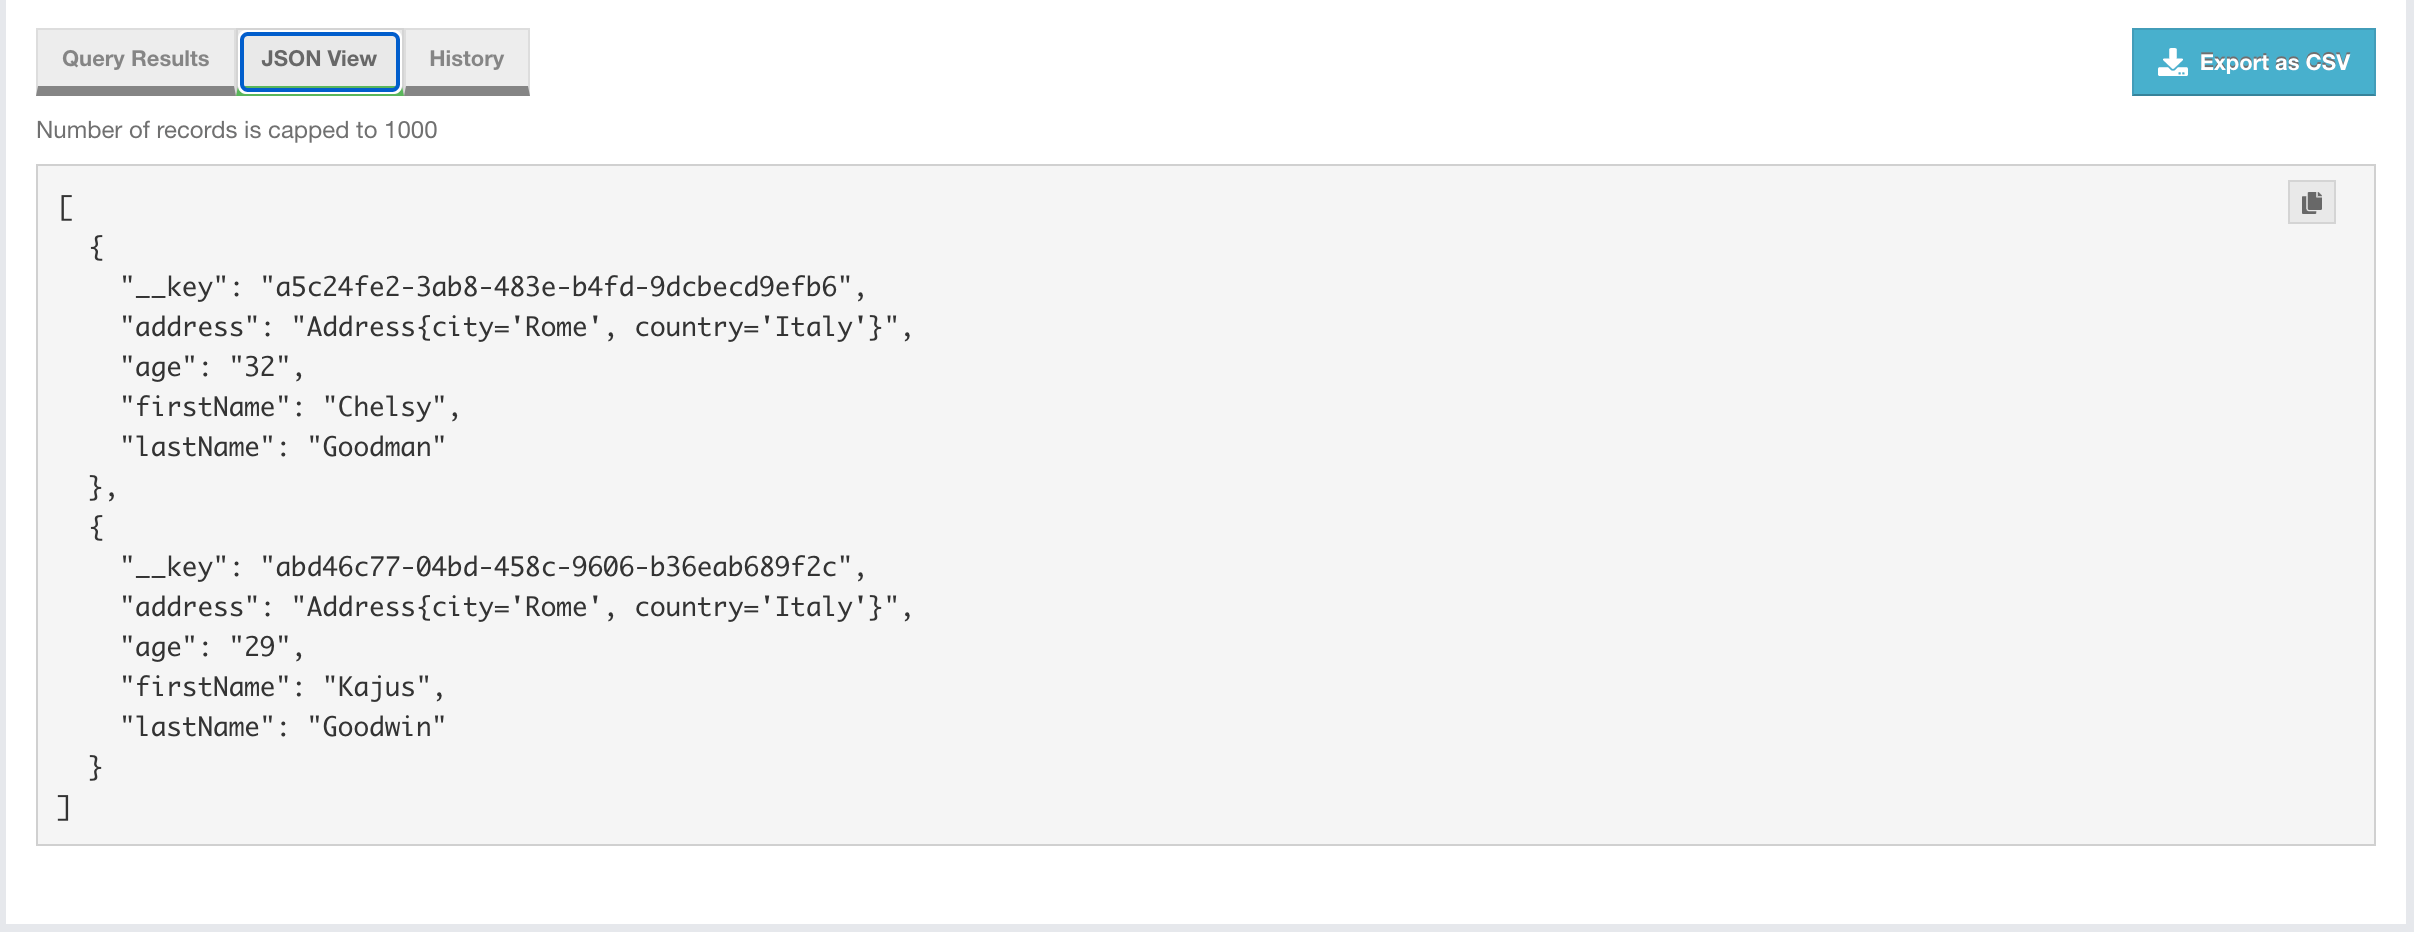 Query Results
JSON View
History
Export as CSV
Number of records is capped to 1000
[
  {
    "__key": "a5c24fe2-3ab8-483e-b4fd-9dcbecd9efb6",
    "address": "Address{city='Rome', country='Italy'}",
    "age": "32",
    "firstName": "Chelsy",
    "lastName": "Goodman"
  },
  {
    "__key": "abd46c77-04bd-458c-9606-b36eab689f2c",
    "address": "Address{city='Rome', country='Italy'}",
    "age": "29",
    "firstName": "Kajus",
    "lastName": "Goodwin"
  }
]